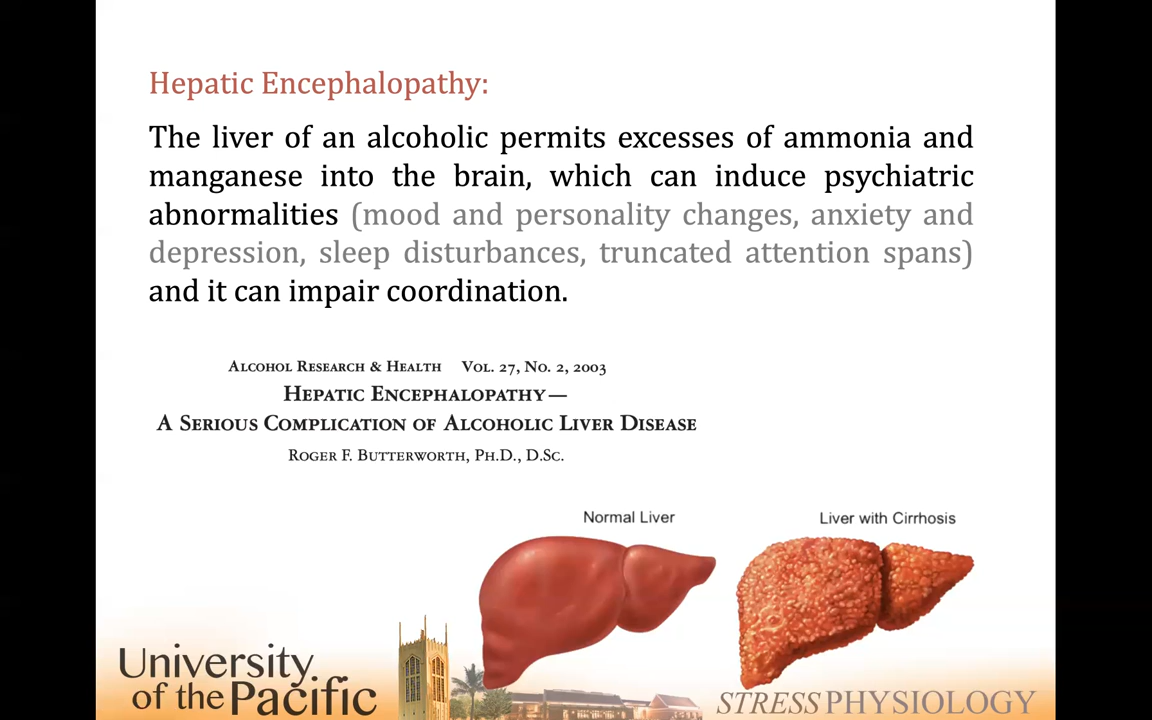 Hepatic Encephalopathy:
The liver of an alcoholic permits excesses of ammonia and
manganese into the brain, which can induce psychiatric
abnormalities (mood and personality changes, anxiety and
depression, sleep disturbances, truncated attention spans)
and it can impair coordination.
ALCOHOL RESEARCH & HEALTH VOL. 27, NO. 2, 2003
HEPATIC ENCEPHALOPATHY—
A SERIOUS COMPLICATION OF ALCOHOLIC LIVER DISEASE
ROGER F. BUTTERWORTH, PH.D., D.SC.
Normal Liver
Liver with Cirrhosis
University
of the Pacific
STRESS PHYSIOLOGY